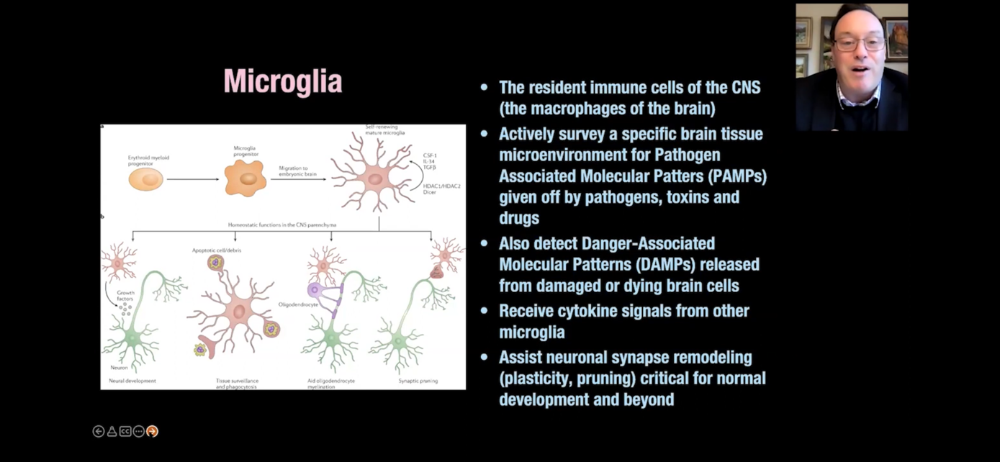 Microglia
a
Erythroid myeloid
progenitor
Microglia
progenitor
Migration to
embryonic brain
Self-renewing
mature microglia
CSF-1
IL-34
TGFβ
HDAC1/HDAC2
Dicer
b
Homeostatic functions in the CNS parenchyma
Growth
factors
Neuron
Neural development
Apoptotic cell/debris
Tissue surveillance
and phagocytosis
Oligodendrocyte
Aid oligodendrocyte
myelination
Synaptic pruning
• The resident immune cells of the CNS
(the macrophages of the brain)
• Actively survey a specific brain tissue
microenvironment for Pathogen
Associated Molecular Patters (PAMPs)
given off by pathogens, toxins and
drugs
• Also detect Danger-Associated
Molecular Patterns (DAMPs) released
from damaged or dying brain cells
• Receive cytokine signals from other
microglia
• Assist neuronal synapse remodeling
(plasticity, pruning) critical for normal
development and beyond
CC